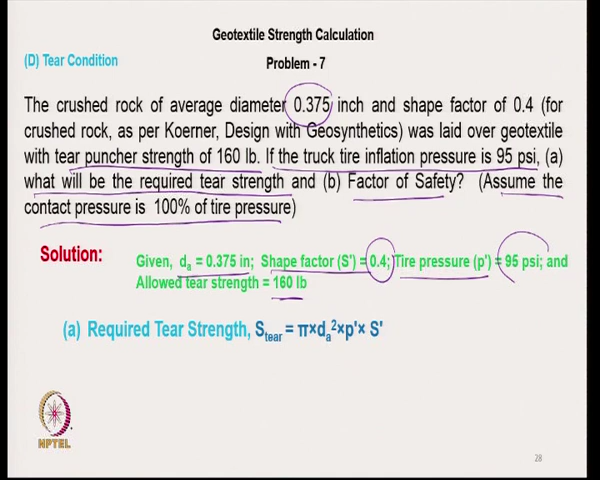 Geotextile Strength Calculation
(D) Tear Condition
Problem - 7
The crushed rock of average diameter 0.375 inch and shape factor of 0.4 (for
crushed rock, as per Koerner, Design with Geosynthetics) was laid over geotextile
with tear puncher strength of 160 lb. If the truck tire inflation pressure is 95 psi, (a)
what will be the required tear strength and (b) Factor of Safety? (Assume the
contact pressure is 100% of tire pressure)
Solution:
Given, dₐ = 0.375 in; Shape factor (S') = 0.4; Tire pressure (p') = 95 psi; and
Allowed tear strength = 160 lb
(a) Required Tear Strength, Stear = π×dₐ²×p'× S'
NPTEL
28